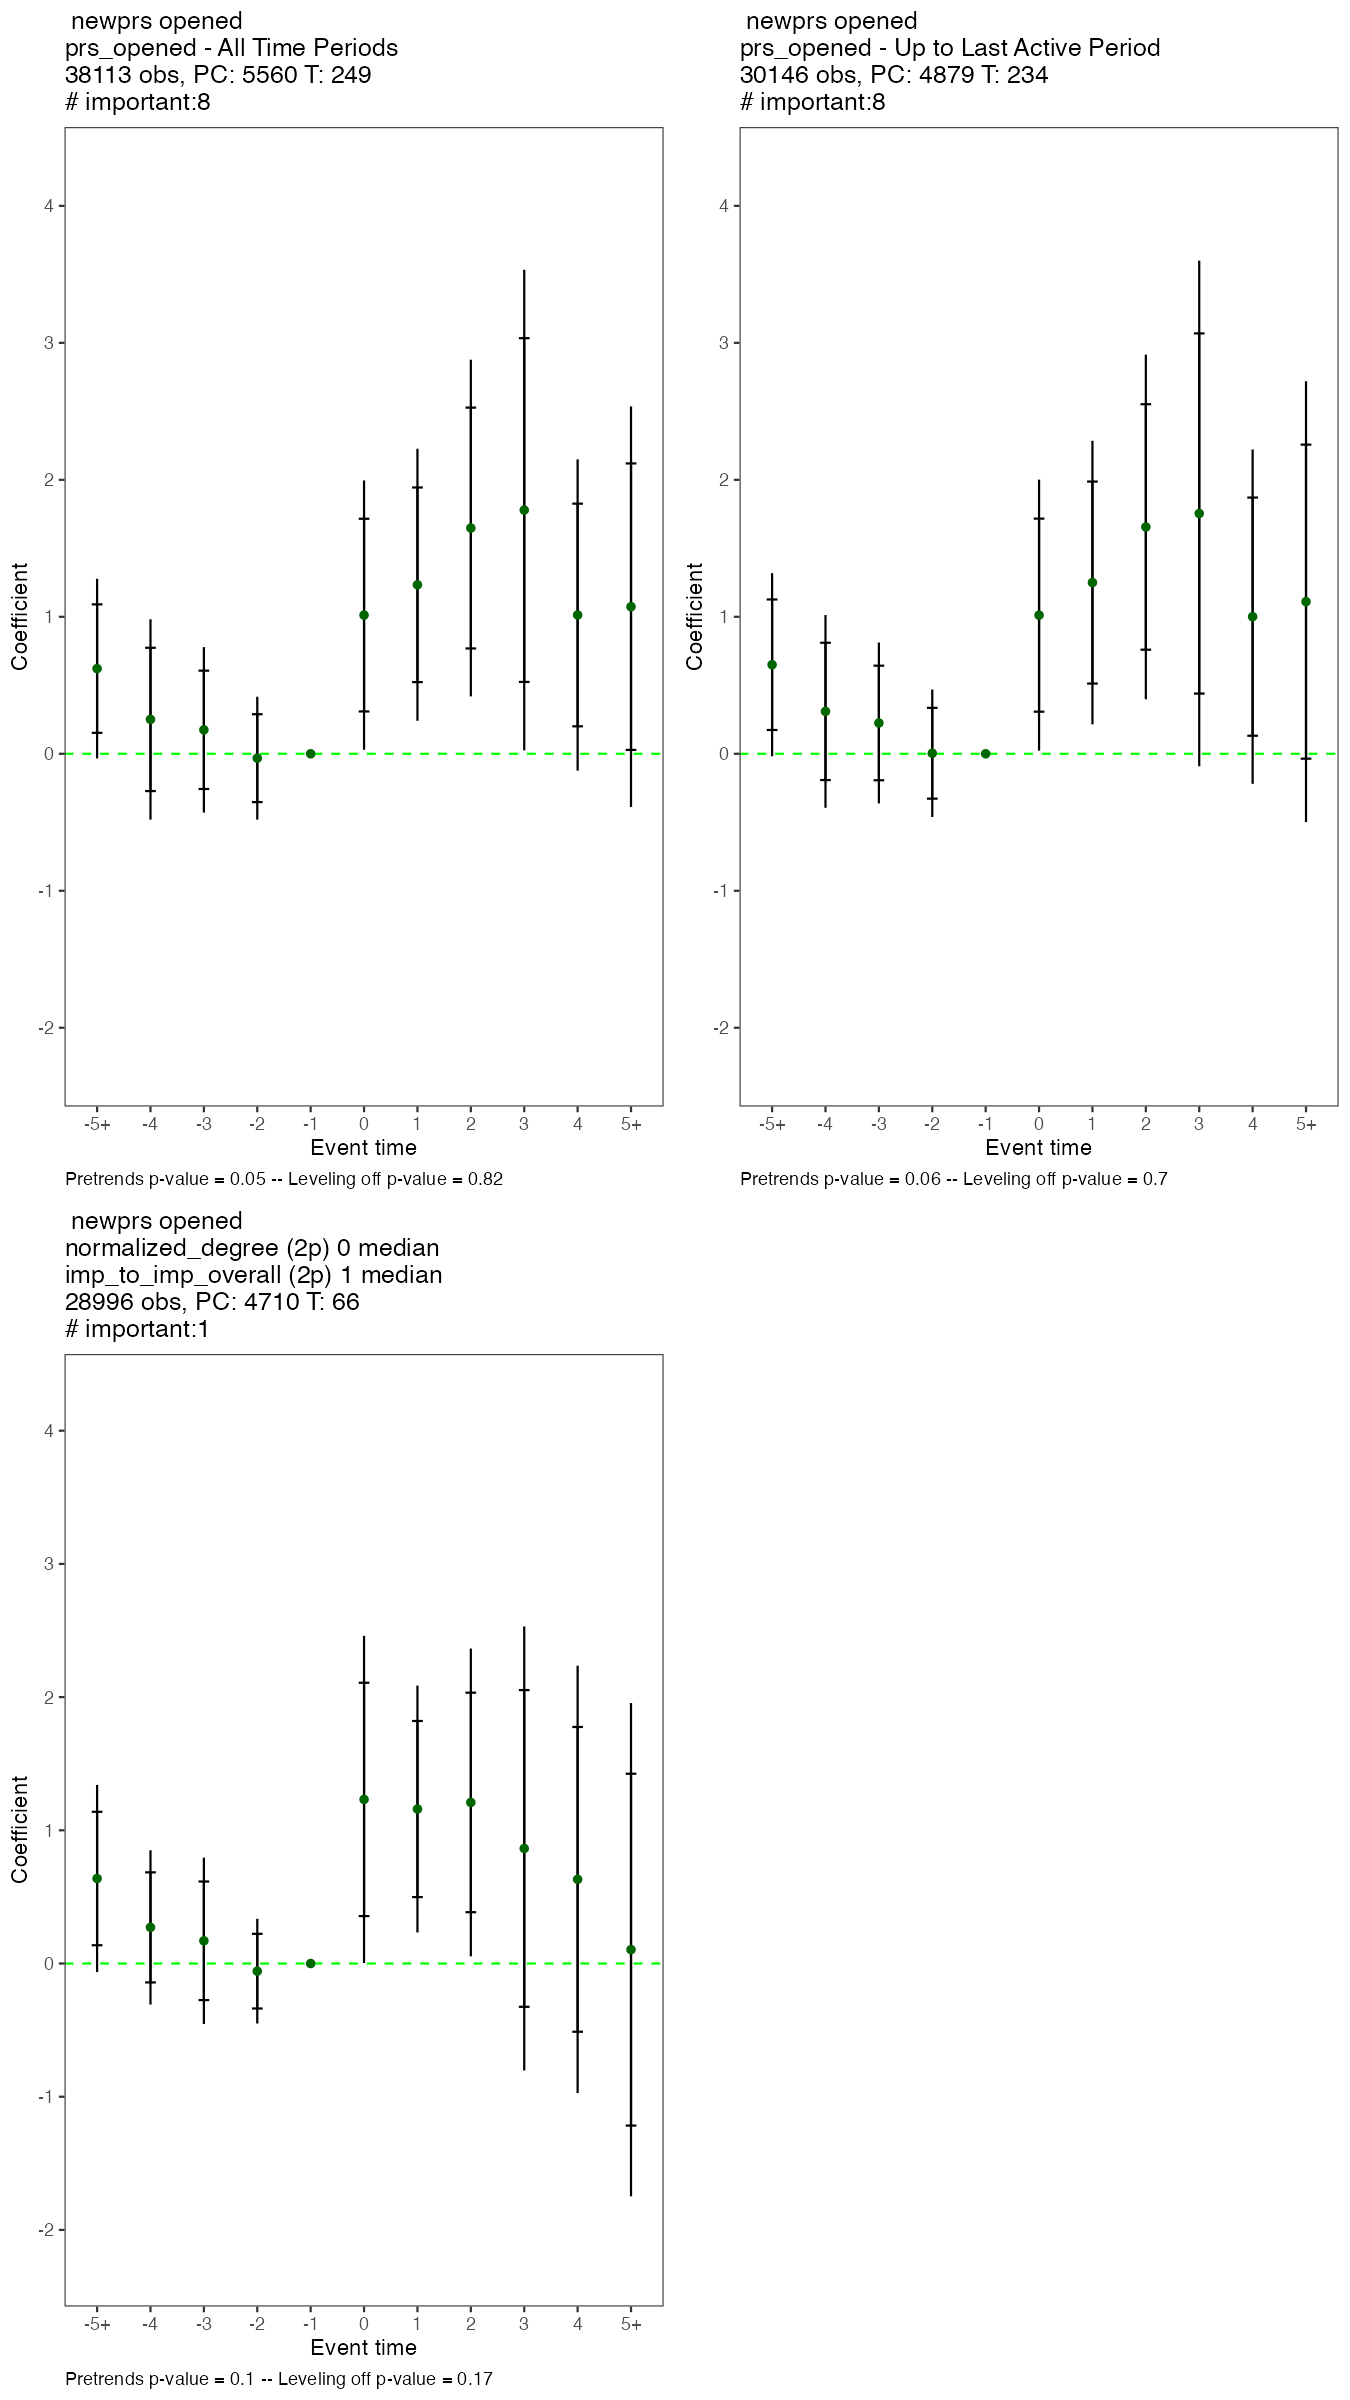 newprs opened
prs_opened - All Time Periods
38113 obs, PC: 5560 T: 249
# important:8
4
3
2
1
0
-1
-2
Coefficient
-5+ -4 -3 -2 -1 0 1 2 3 4 5+
Event time
Pretrends p-value = 0.05 -- Leveling off p-value = 0.82
newprs opened
prs_opened - Up to Last Active Period
30146 obs, PC: 4879 T: 234
# important:8
4
3
2
1
0
-1
-2
Coefficient
-5+ -4 -3 -2 -1 0 1 2 3 4 5+
Event time
Pretrends p-value = 0.06 -- Leveling off p-value = 0.7
newprs opened
normalized_degree (2p) 0 median
imp_to_imp_overall (2p) 1 median
28996 obs, PC: 4710 T: 66
# important:1
4
3
2
1
0
-1
-2
Coefficient
-5+ -4 -3 -2 -1 0 1 2 3 4 5+
Event time
Pretrends p-value = 0.1 -- Leveling off p-value = 0.17